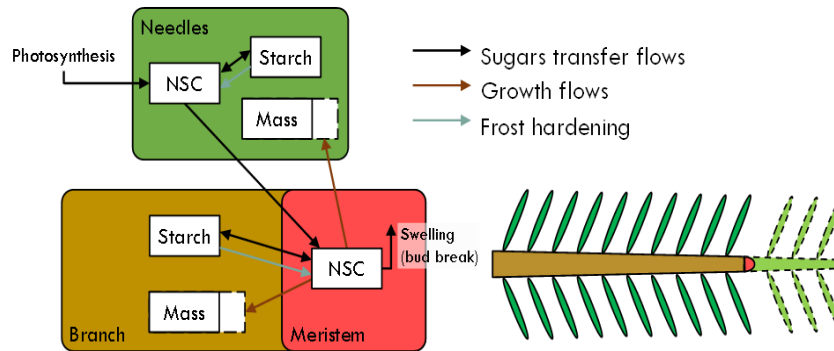 Needles
Photosynthesis
Starch
NSC
Mass
Sugars transfer flows
Growth flows
Frost hardening
Starch
NSC
Swelling
(bud break)
Mass
Branch
Meristem